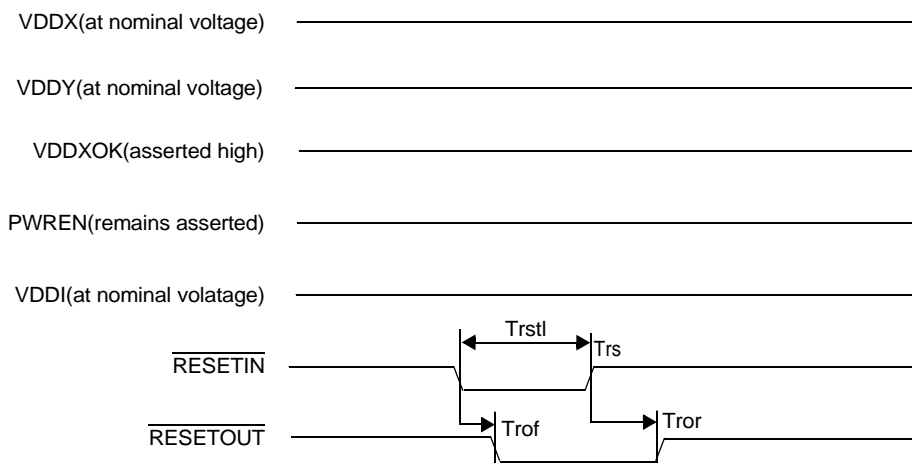 VDDX(at nominal voltage)
VDDY(at nominal voltage)
VDDXOK(asserted high)
PWREN(remains asserted)
VDDI(at nominal volatage)
Trstl
RESETIN
Trs
RESETOUT
Trof
Tror